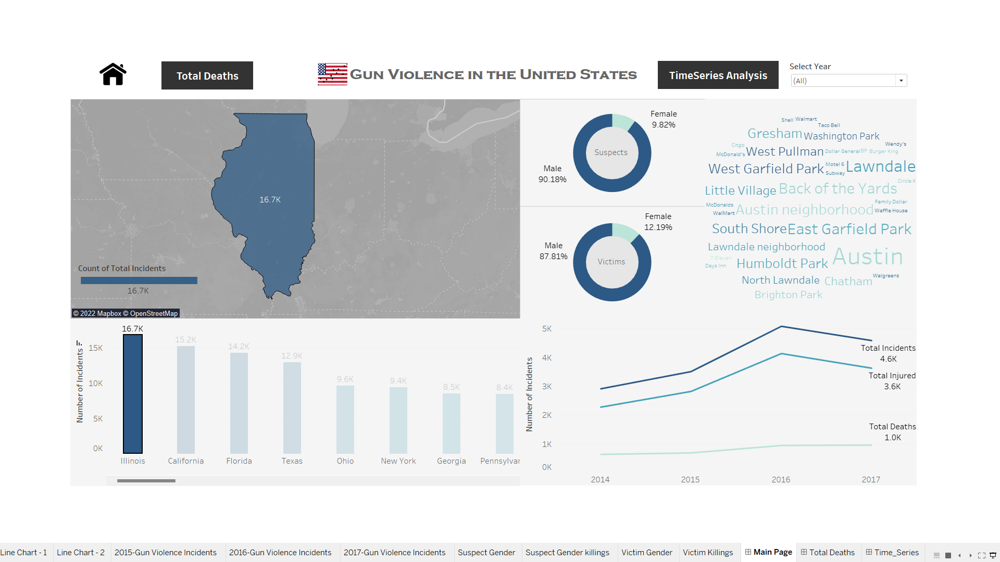 Total Deaths
GUN VIOLENCE IN THE UNITED STATES
TimeSeries Analysis
Select Year
(All)
16.7K
Count of Total Incidents
16.7K
© 2022 Mapbox © OpenStreetMap
Female
9.82%
Suspects
Male
90.18%
Female
12.19%
Male
87.81%
Victims
Shell Walmart
Taco Bell
Gresham Washington Park
Citgo Wendy's
McDonald's West Pullman Dollar General BP Burger King
West Garfield Park Motel 6 Lawndale
Subway
Circle K
Little Village Back of the Yards
McDonalds Family Dollar
WalMart Austin neighborhood Waffle House
South Shore East Garfield Park
Lawndale neighborhood Austin
7-Eleven
Days Inn Humboldt Park
Walgreens
North Lawndale Chatham
Brighton Park
Number of Incidents
15K
10K
5K
0K
16.7K
15.2K
14.2K
12.9K
9.6K
9.4K
8.5K
8.4K
Illinois California Florida Texas Ohio New York Georgia Pennsylvar
Number of Incidents
5K
4K
3K
2K
1K
0K
Total Incidents
4.6K
Total Injured
3.6K
Total Deaths
1.0K
2014 2015 2016 2017
Line Chart - 1 Line Chart - 2 2015-Gun Violence Incidents 2016-Gun Violence Incidents 2017-Gun Violence Incidents Suspect Gender Suspect Gender killings Victim Gender Victim Killings Main Page Total Deaths Time_Series